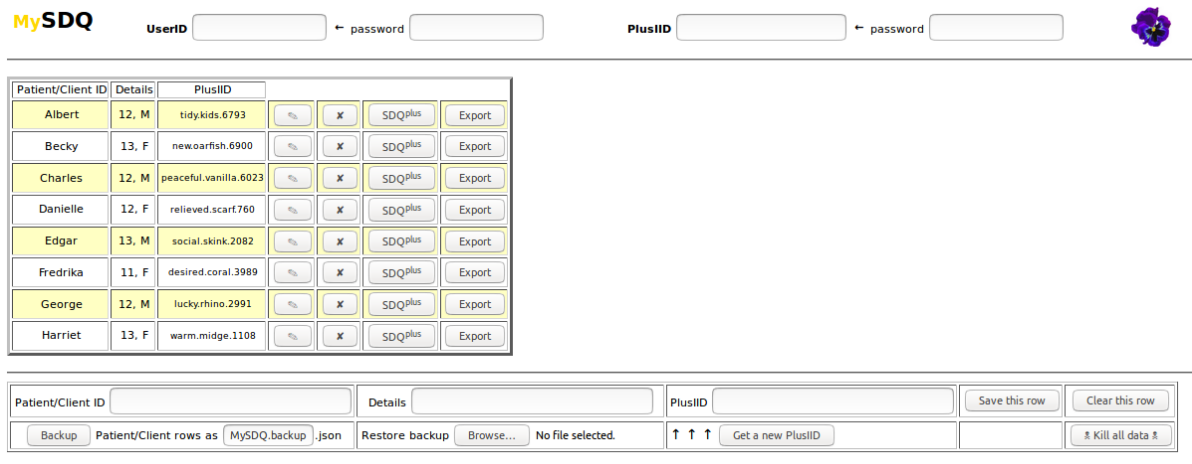 MySDQ UserID ← password PlusIID ← password
Patient/Client ID Details PlusIID
Albert 12, M tidy.kids.6793 ✎ ✘ SDQplus Export
Becky 13, F new.oarfish.6900 ✎ ✘ SDQplus Export
Charles 12, M peaceful.vanilla.6023 ✎ ✘ SDQplus Export
Danielle 12, F relieved.scarf.760 ✎ ✘ SDQplus Export
Edgar 13, M social.skink.2082 ✎ ✘ SDQplus Export
Fredrika 11, F desired.coral.3989 ✎ ✘ SDQplus Export
George 12, M lucky.rhino.2991 ✎ ✘ SDQplus Export
Harriet 13, F warm.midge.1108 ✎ ✘ SDQplus Export
Patient/Client ID Details PlusIID Save this row Clear this row
Backup Patient/Client rows as MySDQ.backup .json Restore backup Browse... No file selected. ↑ ↑ ↑ Get a new PlusIID ☠ Kill all data ☠